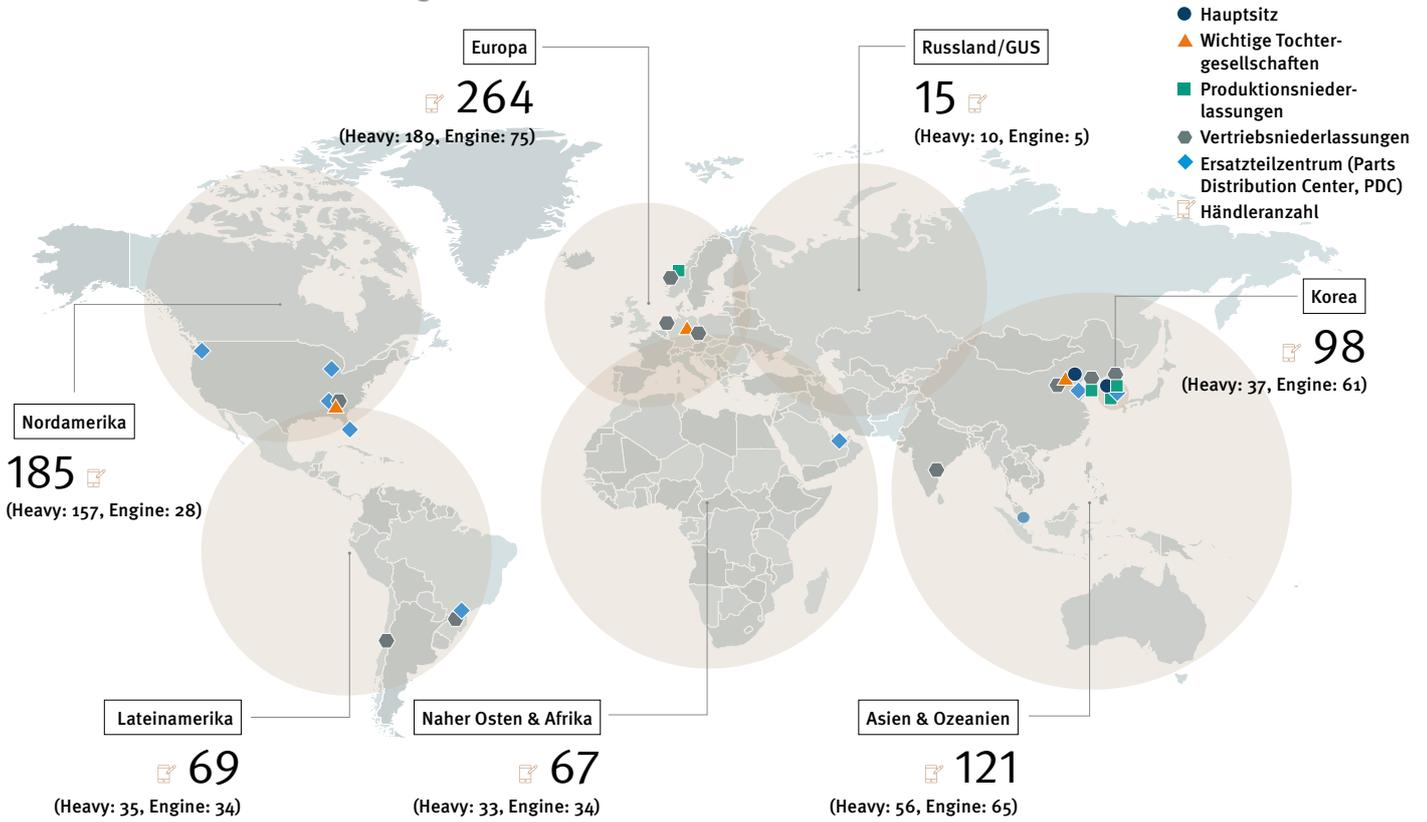 Hauptsitz
Wichtige Tochter-
gesellschaften
Produktionsnieder-
lassungen
Vertriebsniederlassungen
Ersatzteilzentrum (Parts
Distribution Center, PDC)
Händleranzahl
Europa
264
(Heavy: 189, Engine: 75)
Russland/GUS
15
(Heavy: 10, Engine: 5)
Korea
98
(Heavy: 37, Engine: 61)
Nordamerika
185
(Heavy: 157, Engine: 28)
Lateinamerika
69
(Heavy: 35, Engine: 34)
Naher Osten & Afrika
67
(Heavy: 33, Engine: 34)
Asien & Ozeanien
121
(Heavy: 56, Engine: 65)